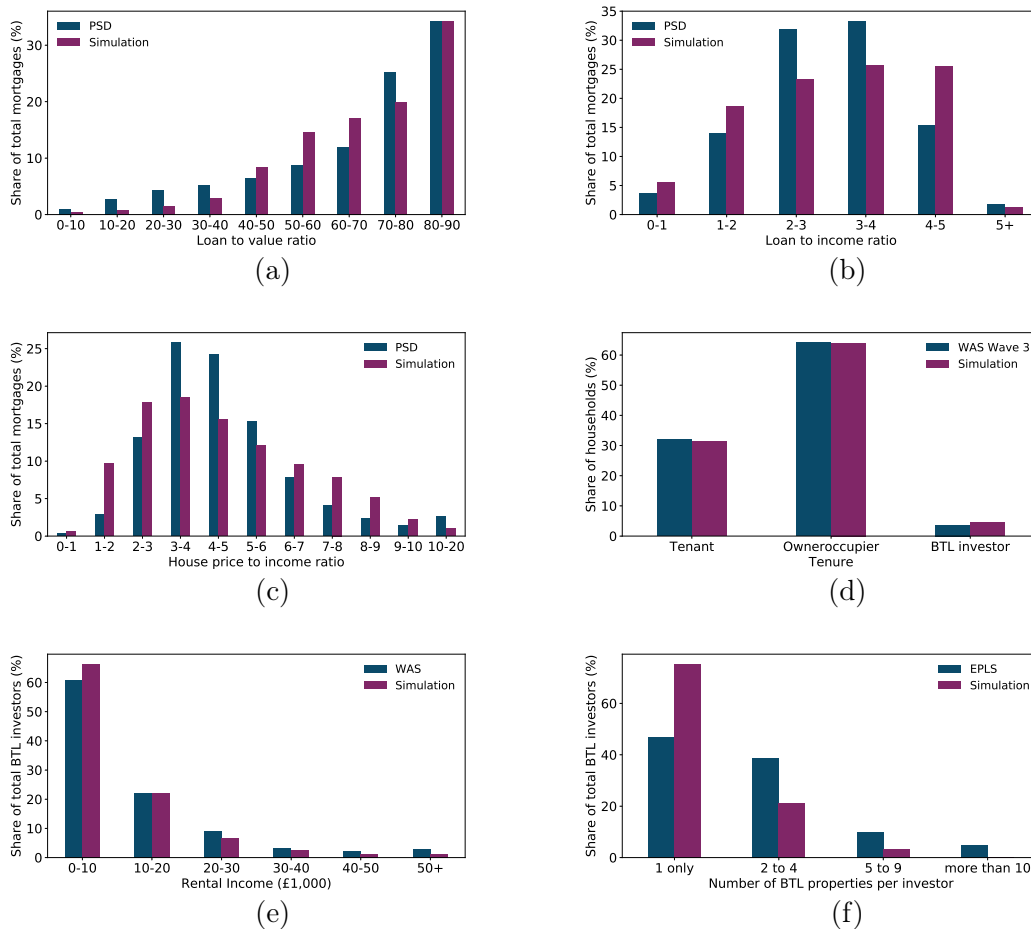 PSD
Simulation
Share of total mortgages (%)
30
20
10
0
0-10 10-20 20-30 30-40 40-50 50-60 60-70 70-80 80-90
Loan to value ratio
(a)
PSD
Simulation
Share of total mortgages (%)
35
30
25
20
15
10
5
0
0-1 1-2 2-3 3-4 4-5 5+
Loan to income ratio
(b)
PSD
Simulation
Share of total mortgages (%)
25
20
15
10
5
0
0-1 1-2 2-3 3-4 4-5 5-6 6-7 7-8 8-9 9-10 10-20
House price to income ratio
(c)
WAS Wave 3
Simulation
Share of households (%)
60
50
40
30
20
10
0
Tenant Owneroccupier BTL investor
Tenure
(d)
WAS
Simulation
Share of total BTL investors (%)
60
50
40
30
20
10
0
0-10 10-20 20-30 30-40 40-50 50+
Rental Income (£1,000)
(e)
EPLS
Simulation
Share of total BTL investors (%)
60
40
20
0
1 only 2 to 4 5 to 9 more than 10
Number of BTL properties per investor
(f)